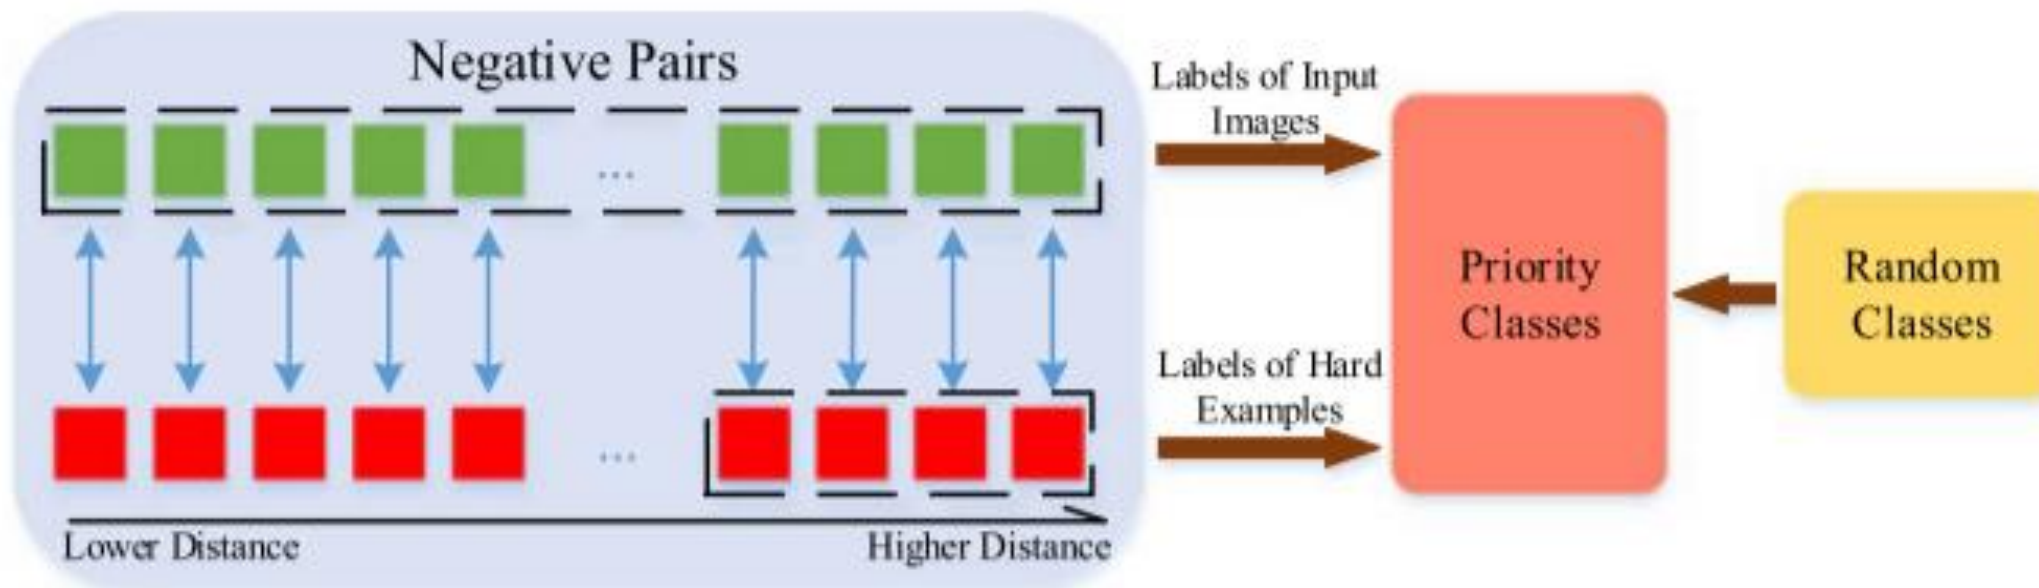 Negative Pairs
...
...
Lower Distance
Higher Distance
Labels of Input
Images
Labels of Hard
Examples
Priority
Classes
Random
Classes